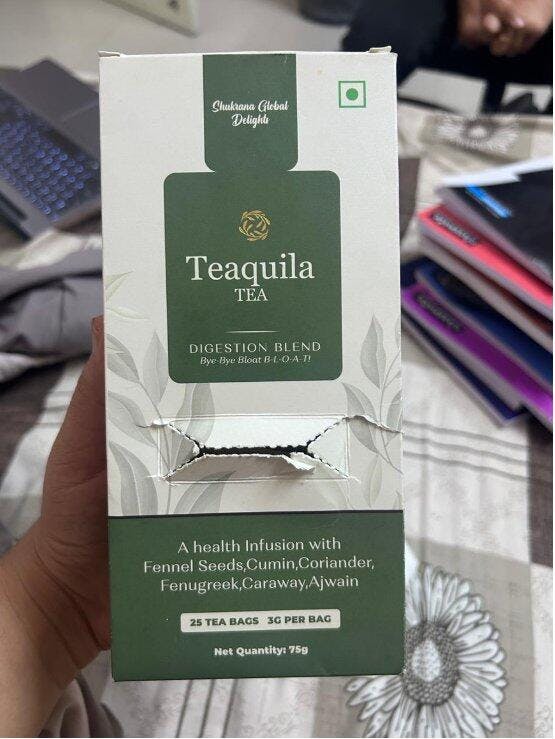 Shukrana Global
Delights
Teaquila
TEA
DIGESTION BLEND
Bye-Bye Bloat B-L-O-A-T!
A health Infusion with
Fennel Seeds,Cumin,Coriander,
Fenugreek,Caraway,Ajwain
25 TEA BAGS 3G PER BAG
Net Quantity: 75g